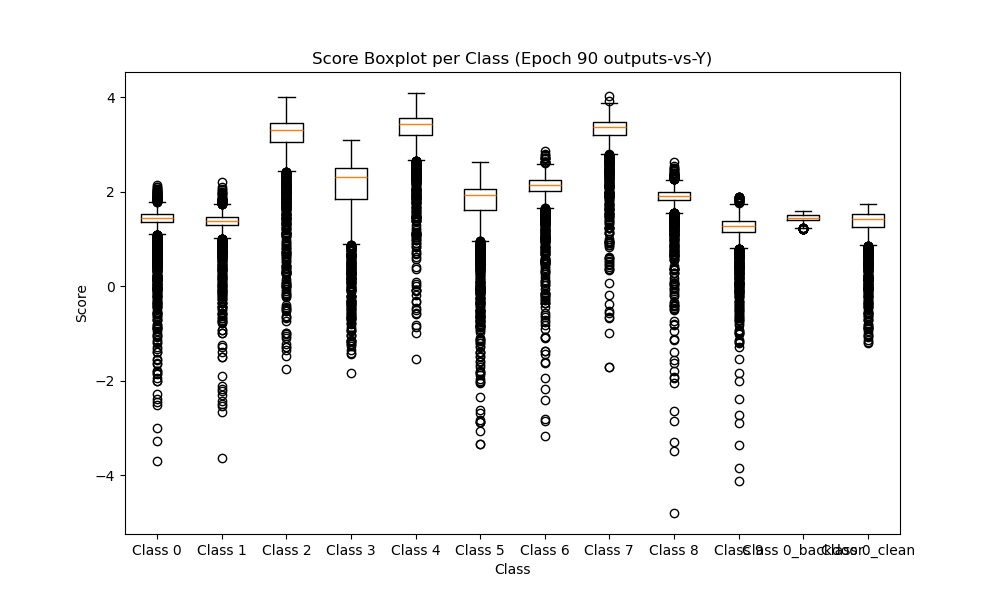 Score Boxplot per Class (Epoch 90 outputs-vs-Y)
4
2
0
−2
−4
Score
Class 0 Class 1 Class 2 Class 3 Class 4 Class 5 Class 6 Class 7 Class 8 Class 9 Class 0_backdoor Class 0_clean
Class